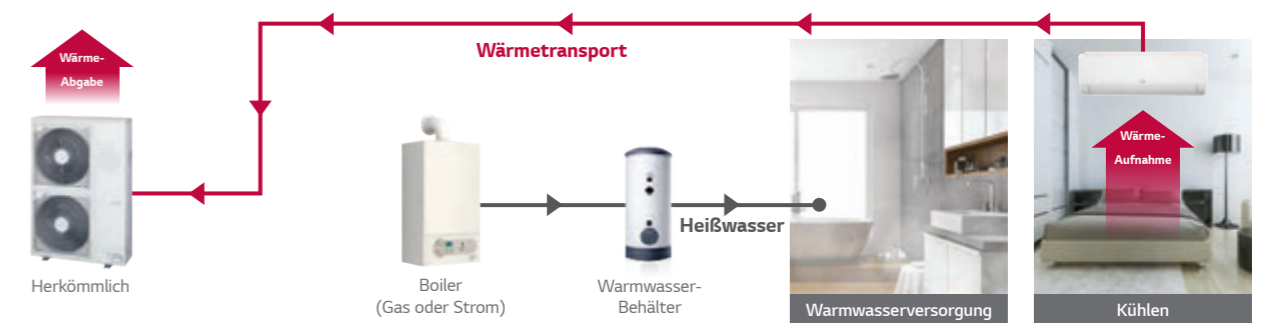 Wärmetransport
Wärme-
Abgabe
Wärme-
Aufnahme
Heißwasser
Herkömmlich
Boiler
(Gas oder Strom)
Warmwasser-
Behälter
Warmwasserversorgung
Kühlen